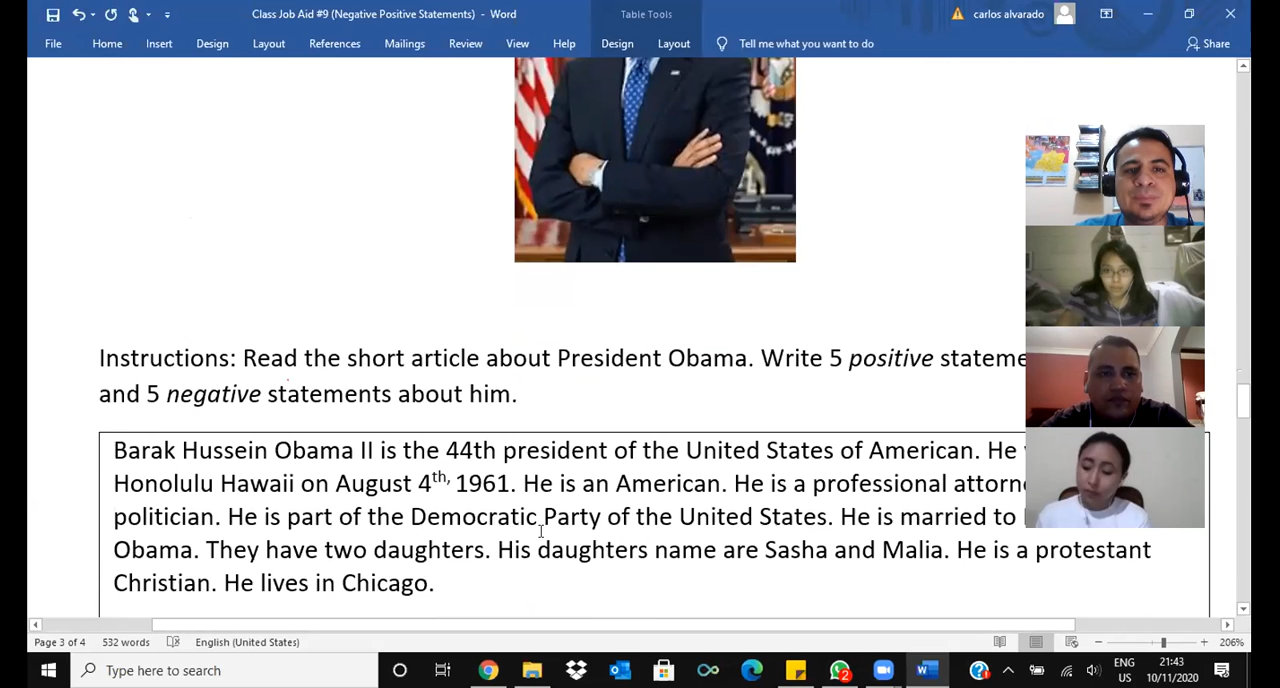 Class Job Aid #9 (Negative Positive Statements) - Word
Table Tools
carlos alvarado
File Home Insert Design Layout References Mailings Review View Help Design Layout Tell me what you want to do Share
Instructions: Read the short article about President Obama. Write 5 positive
and 5 negative statements about him.
Barak Hussein Obama II is the 44th president of the United States of American. He
Honolulu Hawaii on August 4th, 1961. He is an American. He is a professional
politician. He is part of the Democratic Party of the United States. He is married to
Obama. They have two daughters. His daughters name are Sasha and Malia. He is a protestant
Christian. He lives in Chicago.
Page 3 of 4 532 words English (United States) 206%
Type here to search
2
ENG 21:43
US 10/11/2020